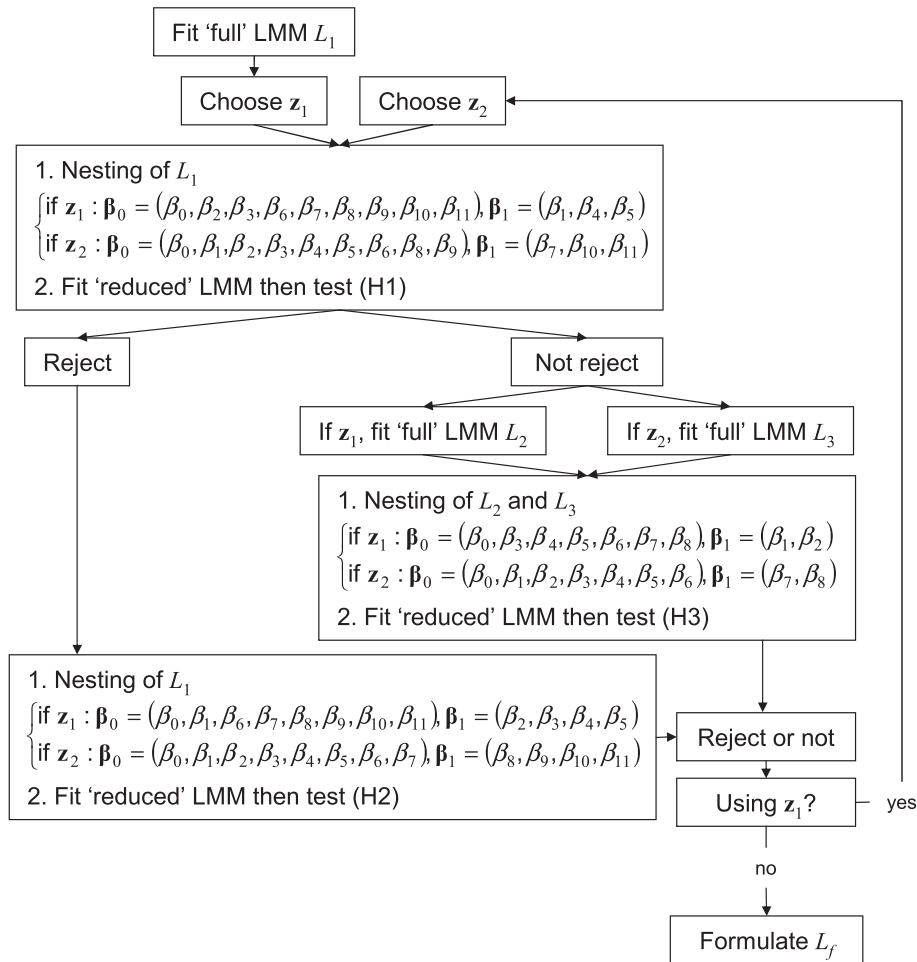 Fit ‘full’ LMM L₁
Choose z₁
Choose z₂
1. Nesting of L₁
if z₁ : β₀ = (β₀, β₂, β₃, β₆, β₇, β₈, β₉, β₁₀, β₁₁), β₁ = (β₁, β₄, β₅)
if z₂ : β₀ = (β₀, β₁, β₂, β₃, β₄, β₅, β₆, β₈, β₉), β₁ = (β₇, β₁₀, β₁₁)
2. Fit ‘reduced’ LMM then test (H1)
Reject
Not reject
If z₁, fit ‘full’ LMM L₂
If z₂, fit ‘full’ LMM L₃
1. Nesting of L₂ and L₃
if z₁ : β₀ = (β₀, β₃, β₄, β₅, β₆, β₇, β₈), β₁ = (β₁, β₂)
if z₂ : β₀ = (β₀, β₁, β₂, β₃, β₄, β₅, β₆), β₁ = (β₇, β₈)
2. Fit ‘reduced’ LMM then test (H3)
1. Nesting of L₁
if z₁ : β₀ = (β₀, β₁, β₆, β₇, β₈, β₉, β₁₀, β₁₁), β₁ = (β₂, β₃, β₄, β₅)
if z₂ : β₀ = (β₀, β₁, β₂, β₃, β₄, β₅, β₆, β₇), β₁ = (β₈, β₉, β₁₀, β₁₁)
2. Fit ‘reduced’ LMM then test (H2)
Reject or not
Using z₁?
yes
no
Formulate L_f